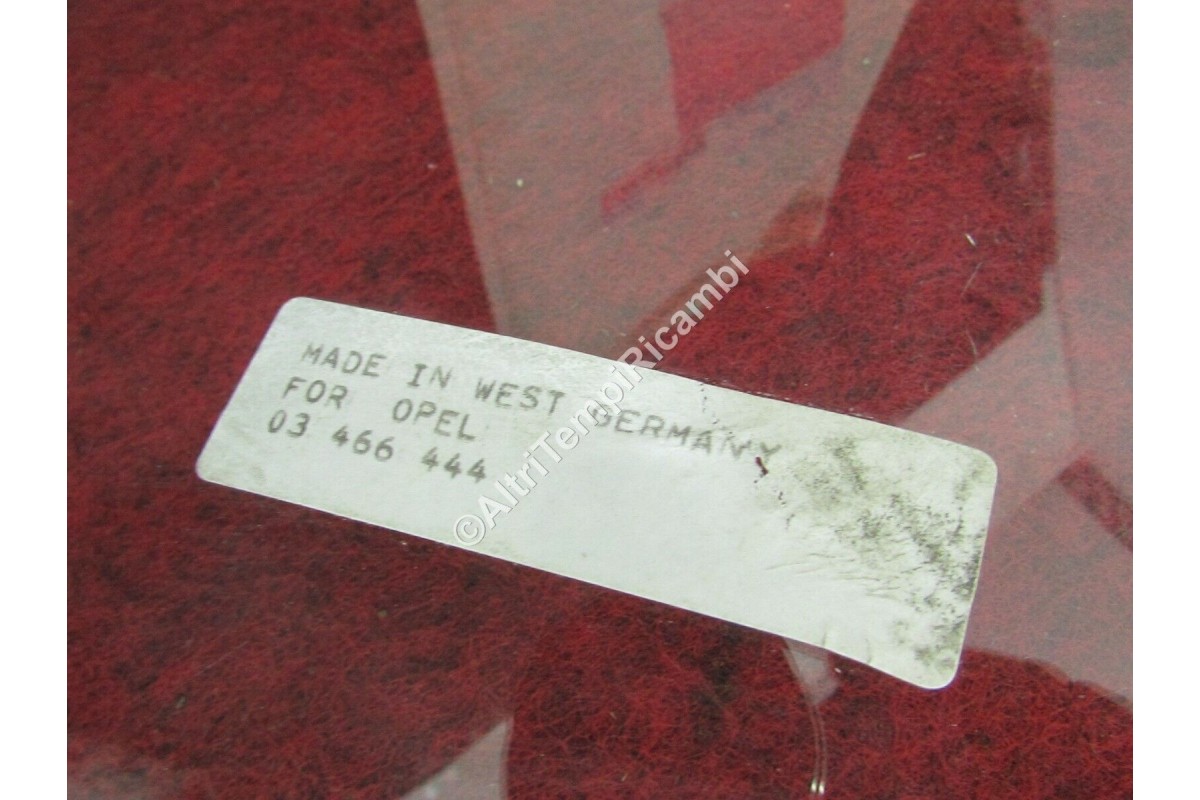 MADE IN WEST GERMANY
FOR OPEL
03 466 444
©AltriTempiRicambi